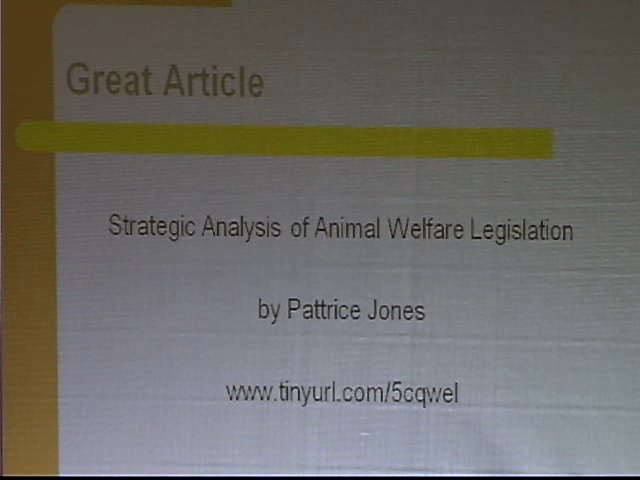 Great Article
Strategic Analysis of Animal Welfare Legislation
by Pattrice Jones
www.tinyurl.com/5cqwel